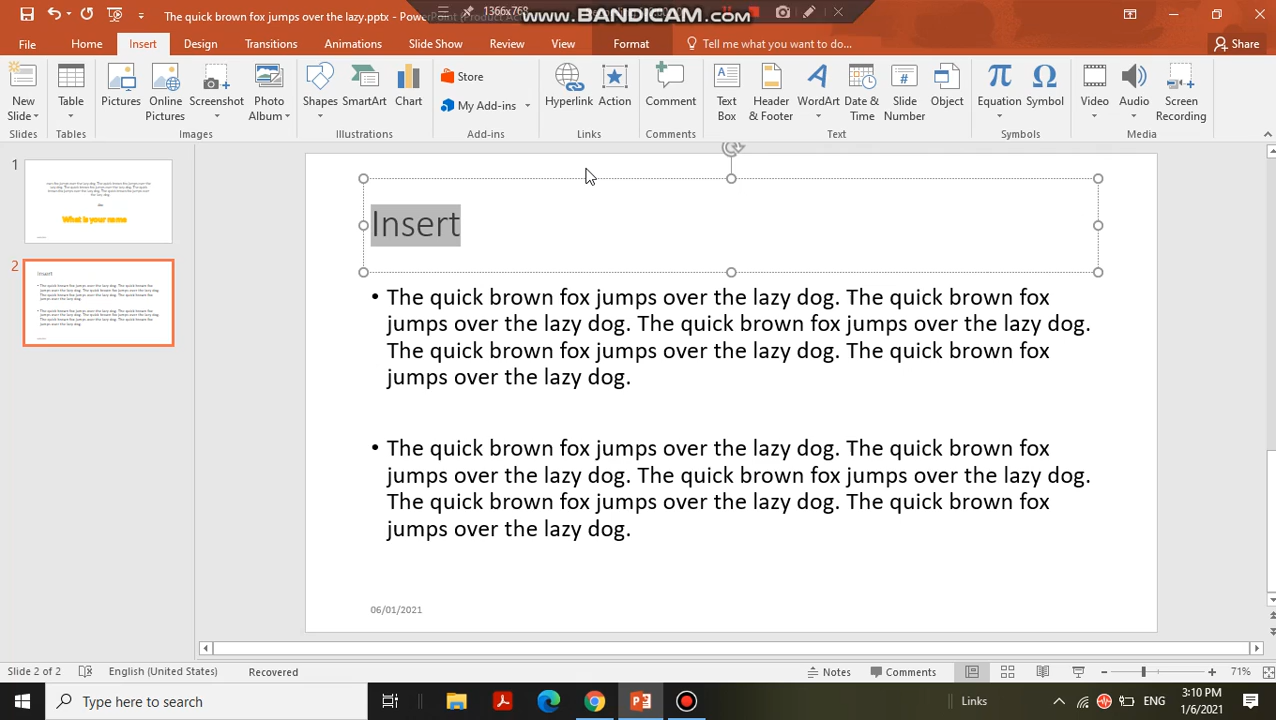 The quick brown fox jumps over the lazy.pptx - PowerPoint (Product Ac
1366x768
www.BANDICAM.com
File Home Insert Design Transitions Animations Slide Show Review View Format Tell me what you want to do... Share
New Slide
Table
Pictures
Online Pictures
Screenshot
Photo Album
Shapes
SmartArt
Chart
Store
My Add-ins
Hyperlink
Action
Comment
Text Box
Header & Footer
WordArt
Date & Time
Slide Number
Object
Equation
Symbol
Video
Audio
Screen Recording
Slides Tables Images Illustrations Add-ins Links Comments Text Symbols Media
1
What is your name
2
Insert
Insert
• The quick brown fox jumps over the lazy dog. The quick brown fox
jumps over the lazy dog. The quick brown fox jumps over the lazy dog.
The quick brown fox jumps over the lazy dog. The quick brown fox
jumps over the lazy dog.
• The quick brown fox jumps over the lazy dog. The quick brown fox
jumps over the lazy dog. The quick brown fox jumps over the lazy dog.
The quick brown fox jumps over the lazy dog. The quick brown fox
jumps over the lazy dog.
06/01/2021
Slide 2 of 2 English (United States) Recovered Notes Comments 71%
Type here to search Links ENG
3:10 PM
1/6/2021